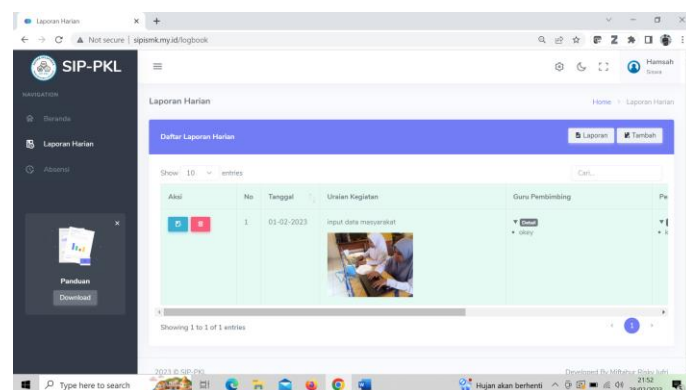 Laporan Harian
Not secure | sipismk.my.id/logbook
SIP-PKL
Hamsah
Siswa
NAVIGATION
Laporan Harian
Home > Laporan Harian
Beranda
Laporan Harian
Absensi
Daftar Laporan Harian
Laporan
Tambah
Show 10 entries
Cari...
Aksi No Tanggal Uraian Kegiatan Guru Pembimbing Pe
1 01-02-2023 input data masyarakat
Detail
okey
Panduan
Download
Showing 1 to 1 of 1 entries
1
2023 © SIP-PKL
Developed By Miftahur Risky Jufri
Type here to search
Hujan akan berhenti
21:52